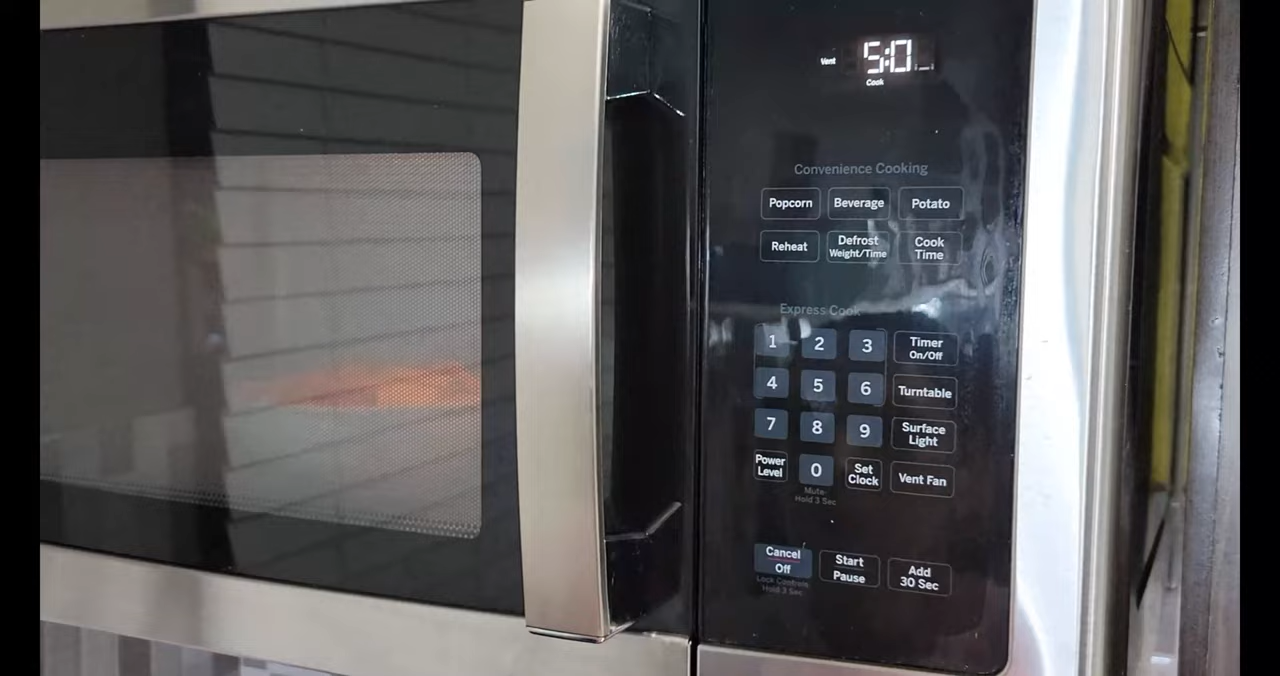 Vent
5:0
Cook
Convenience Cooking
Popcorn Beverage Potato
Reheat Defrost Weight/Time Cook Time
Express Cook
1 2 3 Timer On/Off
4 5 6 Turntable
7 8 9 Surface Light
Power Level 0 Set Clock Vent Fan
Mute
Hold 3 Sec
Cancel Off Start Pause Add 30 Sec
Lock Controls
Hold 3 Sec